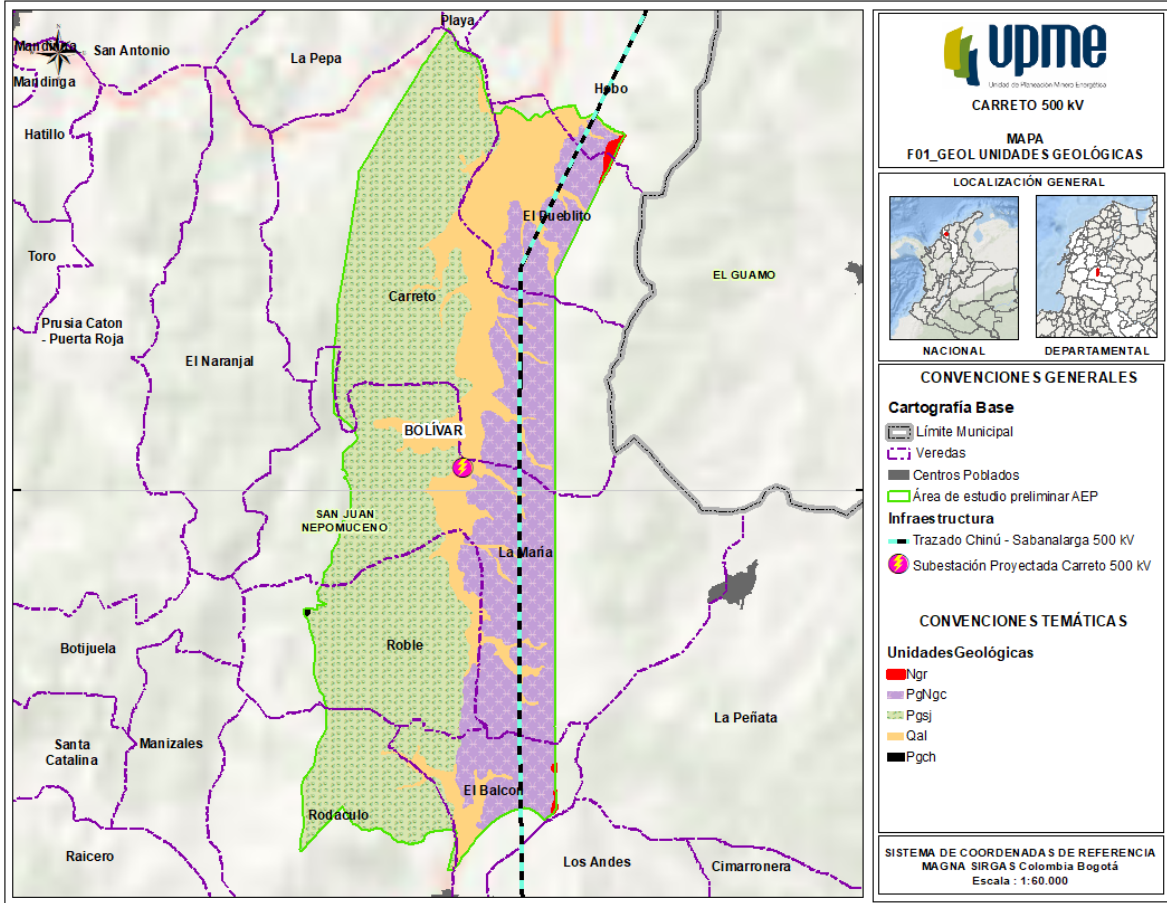 Playa
N
Mandinga
San Antonio
La Pepa
Mandinga
Hobo
Hatillo
El Pueblito
Toro
EL GUAMO
Carreto
Prusia Caton
- Puerta Roja
El Naranjal
BOLÍVAR
SAN JUAN
NEPOMUCENO
La María
Botijuela
Roble
La Peñata
Santa
Catalina
Manizales
El Balcon
Rodáculo
Raicero
Los Andes
Cimarronera
upme
Unidad de Planeación Minero Energética
CARRETO 500 kV
MAPA
F01_GEOL UNIDADES GEOLÓGICAS
LOCALIZACIÓN GENERAL
NACIONAL
DEPARTAMENTAL
CONVENCIONES GENERALES
Cartografía Base
Límite Municipal
Veredas
Centros Poblados
Área de estudio preliminar AEP
Infraestructura
Trazado Chinú - Sabanalarga 500 kV
Subestación Proyectada Carreto 500 kV
CONVENCIONES TEMÁTICAS
Unidades Geológicas
Ngr
PgNgc
Pgsj
Qal
Pgch
SISTEMA DE COORDENADAS DE REFERENCIA
MAGNA SIRGAS Colombia Bogotá
Escala : 1:60.000